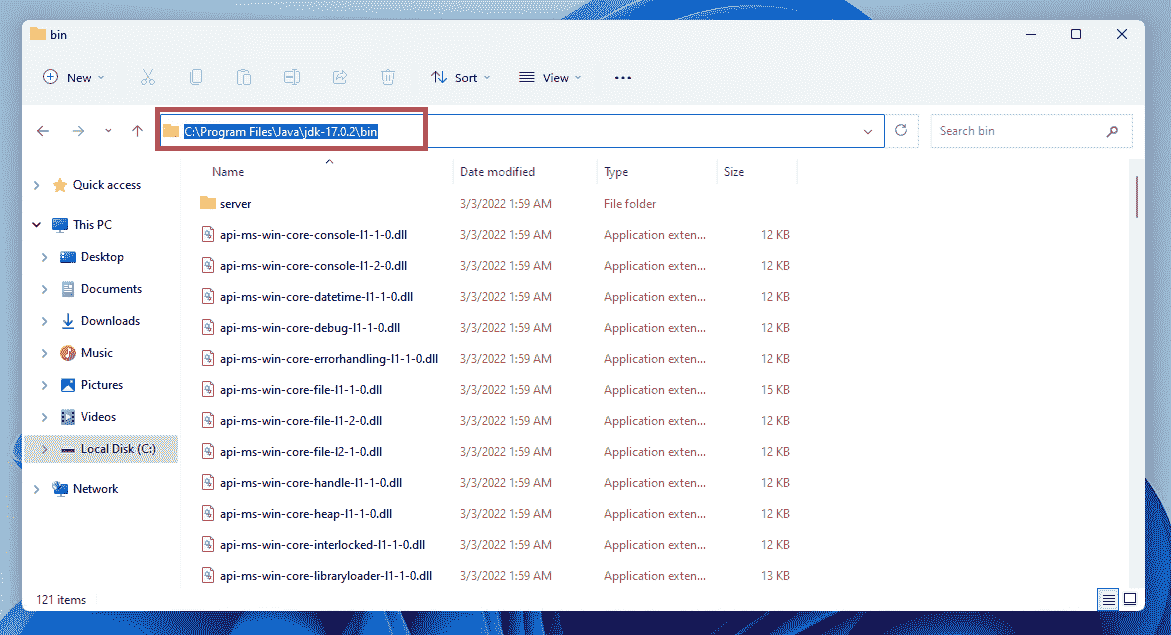 bin
New Sort View
C:\Program Files\Java\jdk-17.0.2\bin Search bin
Name Date modified Type Size
Quick access
This PC
Desktop
Documents
Downloads
Music
Pictures
Videos
Local Disk (C:)
Network
server 3/3/2022 1:59 AM File folder
api-ms-win-core-console-l1-1-0.dll 3/3/2022 1:59 AM Application exten... 12 KB
api-ms-win-core-console-l1-2-0.dll 3/3/2022 1:59 AM Application exten... 12 KB
api-ms-win-core-datetime-l1-1-0.dll 3/3/2022 1:59 AM Application exten... 12 KB
api-ms-win-core-debug-l1-1-0.dll 3/3/2022 1:59 AM Application exten... 12 KB
api-ms-win-core-errorhandling-l1-1-0.dll 3/3/2022 1:59 AM Application exten... 12 KB
api-ms-win-core-file-l1-1-0.dll 3/3/2022 1:59 AM Application exten... 15 KB
api-ms-win-core-file-l1-2-0.dll 3/3/2022 1:59 AM Application exten... 12 KB
api-ms-win-core-file-l2-1-0.dll 3/3/2022 1:59 AM Application exten... 12 KB
api-ms-win-core-handle-l1-1-0.dll 3/3/2022 1:59 AM Application exten... 12 KB
api-ms-win-core-heap-l1-1-0.dll 3/3/2022 1:59 AM Application exten... 12 KB
api-ms-win-core-interlocked-l1-1-0.dll 3/3/2022 1:59 AM Application exten... 12 KB
api-ms-win-core-libraryloader-l1-1-0.dll 3/3/2022 1:59 AM Application exten... 13 KB
121 items